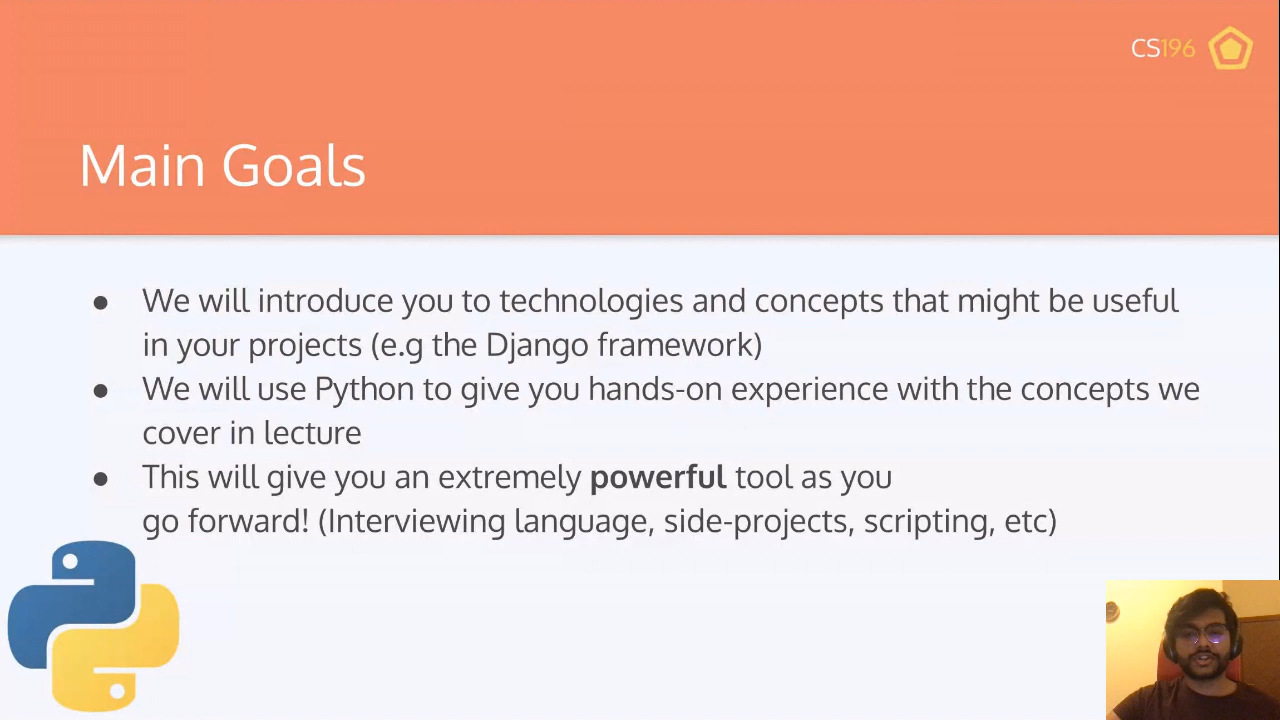 CS196
Main Goals
● We will introduce you to technologies and concepts that might be useful
in your projects (e.g the Django framework)
● We will use Python to give you hands-on experience with the concepts we
cover in lecture
● This will give you an extremely powerful tool as you
go forward! (Interviewing language, side-projects, scripting, etc)